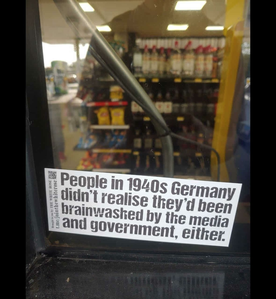 People in 1940s Germany
didn't realise they'd been
brainwashed by the media
and government, either.